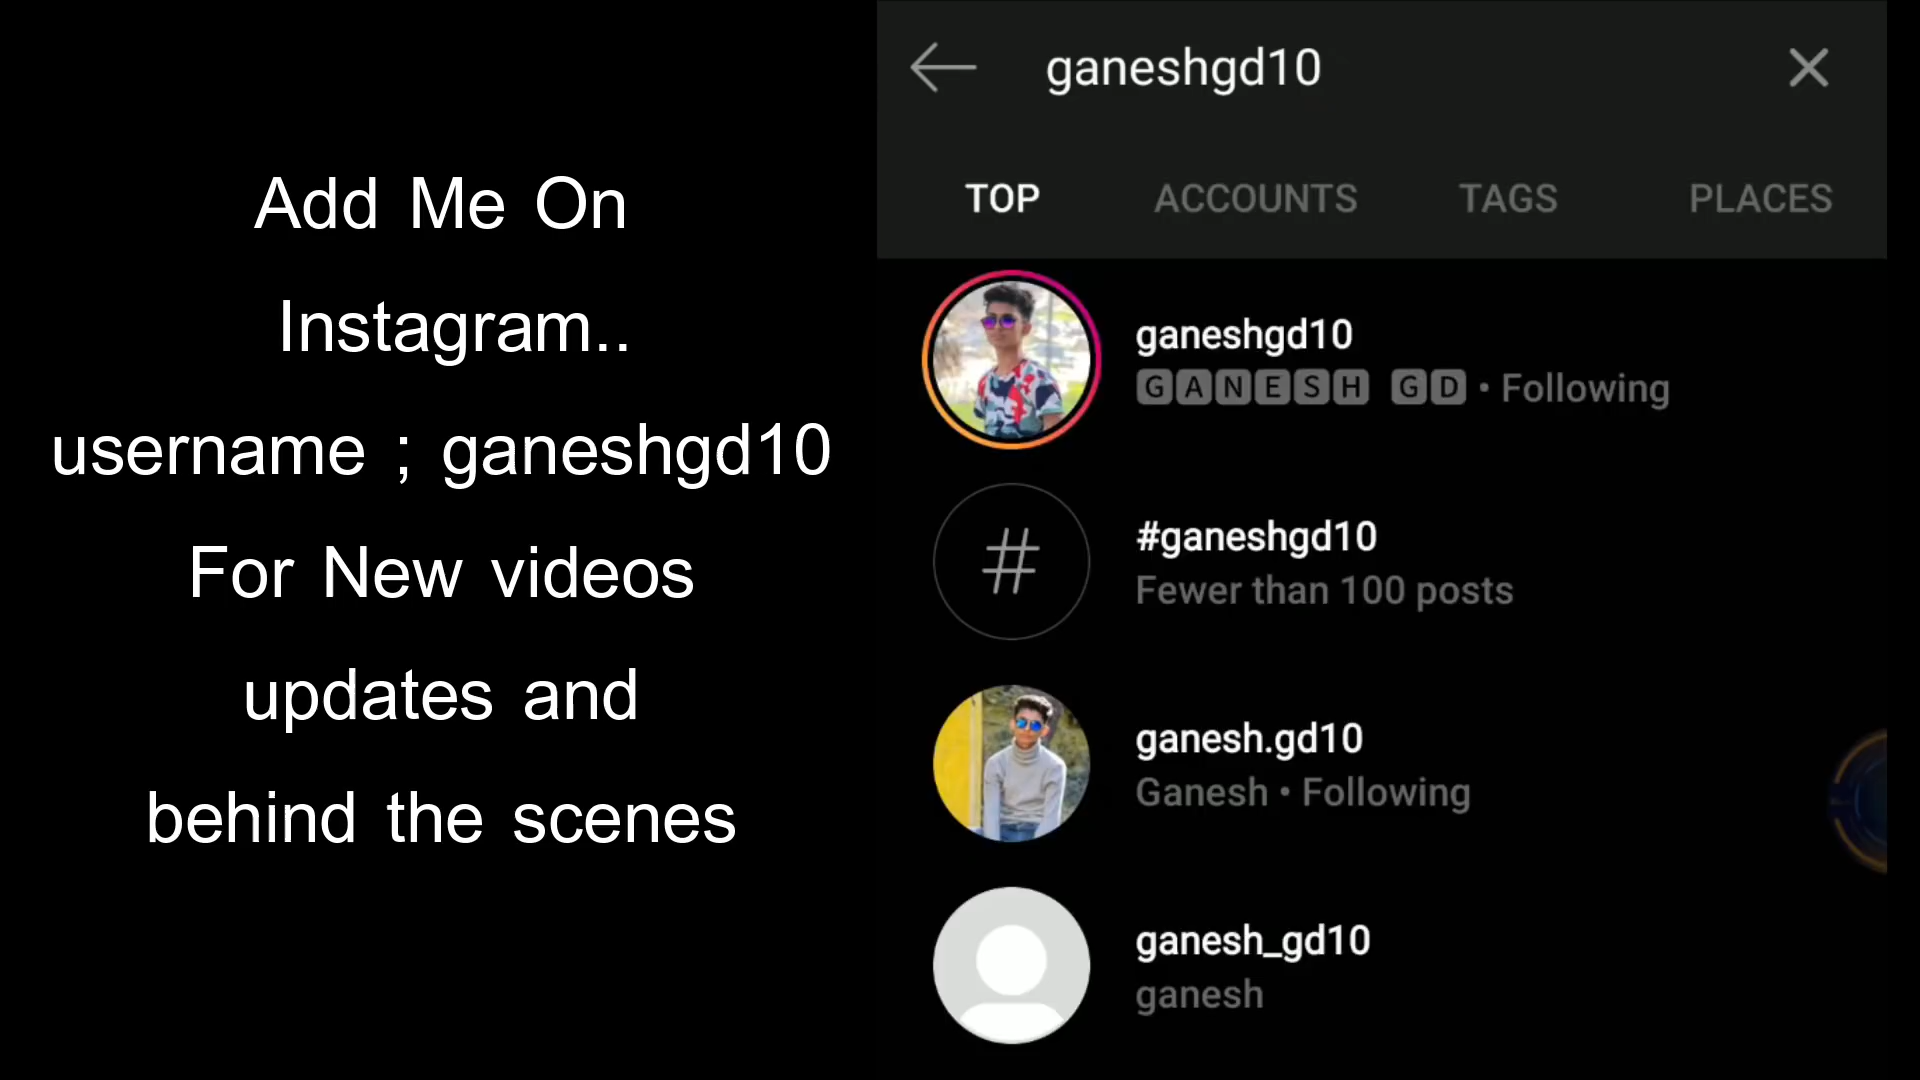 Add Me On
Instagram..
username ; ganeshgd10
For New videos
updates and
behind the scenes
ganeshgd10
TOP ACCOUNTS TAGS PLACES
ganeshgd10
GANESH GD • Following
#
#ganeshgd10
Fewer than 100 posts
ganesh.gd10
Ganesh • Following
ganesh_gd10
ganesh